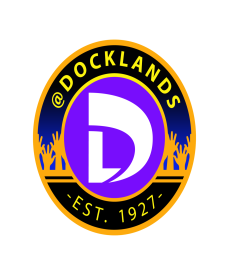 @DOCKLANDS
D
-EST. 1927-